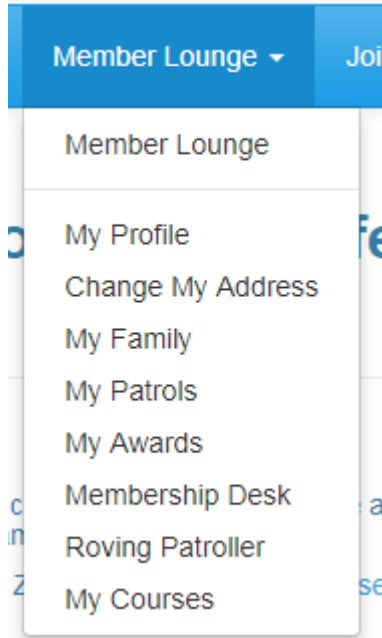 Member Lounge
Member Lounge
My Profile
Change My Address
My Family
My Patrols
My Awards
Membership Desk
Roving Patroller
My Courses